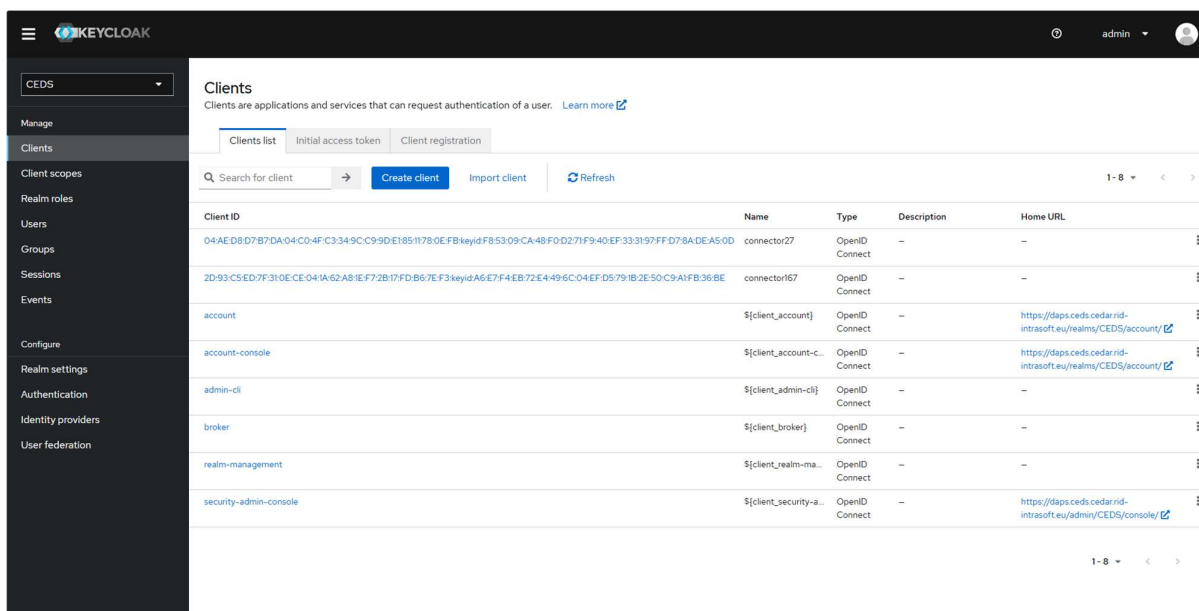 KEYCLOAK
admin
CEDS
Manage
Clients
Client scopes
Realm roles
Users
Groups
Sessions
Events
Configure
Realm settings
Authentication
Identity providers
User federation
Clients
Clients are applications and services that can request authentication of a user. Learn more
Clients list Initial access token Client registration
Search for client Create client Import client Refresh 1-8
Client ID Name Type Description Home URL
04:AE:D8:D7:B7:DA:04:C0:4F:C3:34:9C:C9:9D:E1:85:11:78:0E:FB:keyid:F8:53:09:CA:48:F0:D2:71:F9:40:EF:33:31:97:FF:D7:8A:DE:A5:0D connector27 OpenID – –
Connect
2D:93:C5:ED:7F:31:0E:CE:04:1A:62:A8:1E:F7:2B:17:FD:B6:7E:F3:keyid:A6:E7:F4:EB:72:E4:49:6C:04:EF:D5:79:1B:2E:50:C9:A1:FB:36:BE connector167 OpenID – –
Connect
account ${client_account} OpenID – https://daps.ceds.cedar.rid-
Connect intrasoft.eu/realms/CEDS/account/
account-console ${client_account-c... OpenID – https://daps.ceds.cedar.rid-
Connect intrasoft.eu/realms/CEDS/account/
admin-cli ${client_admin-cli} OpenID – –
Connect
broker ${client_broker} OpenID – –
Connect
realm-management ${client_realm-ma... OpenID – –
Connect
security-admin-console ${client_security-a... OpenID – https://daps.ceds.cedar.rid-
Connect intrasoft.eu/admin/CEDS/console/
1-8